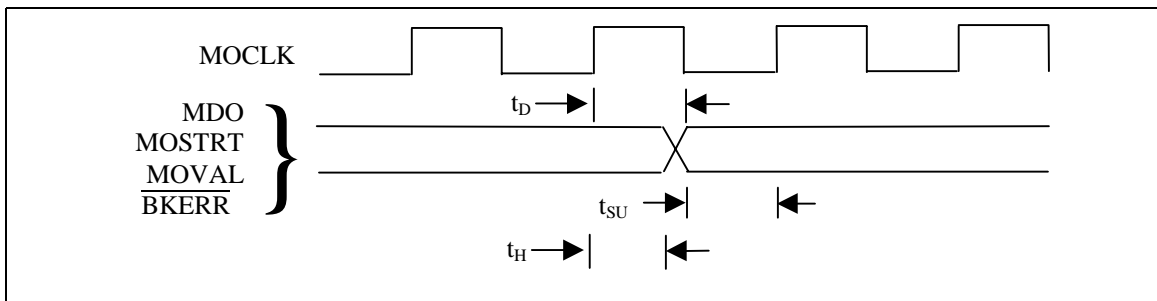 MOCLK
tD
MDO
MOSTRT
MOVAL
BKERR
tSU
tH